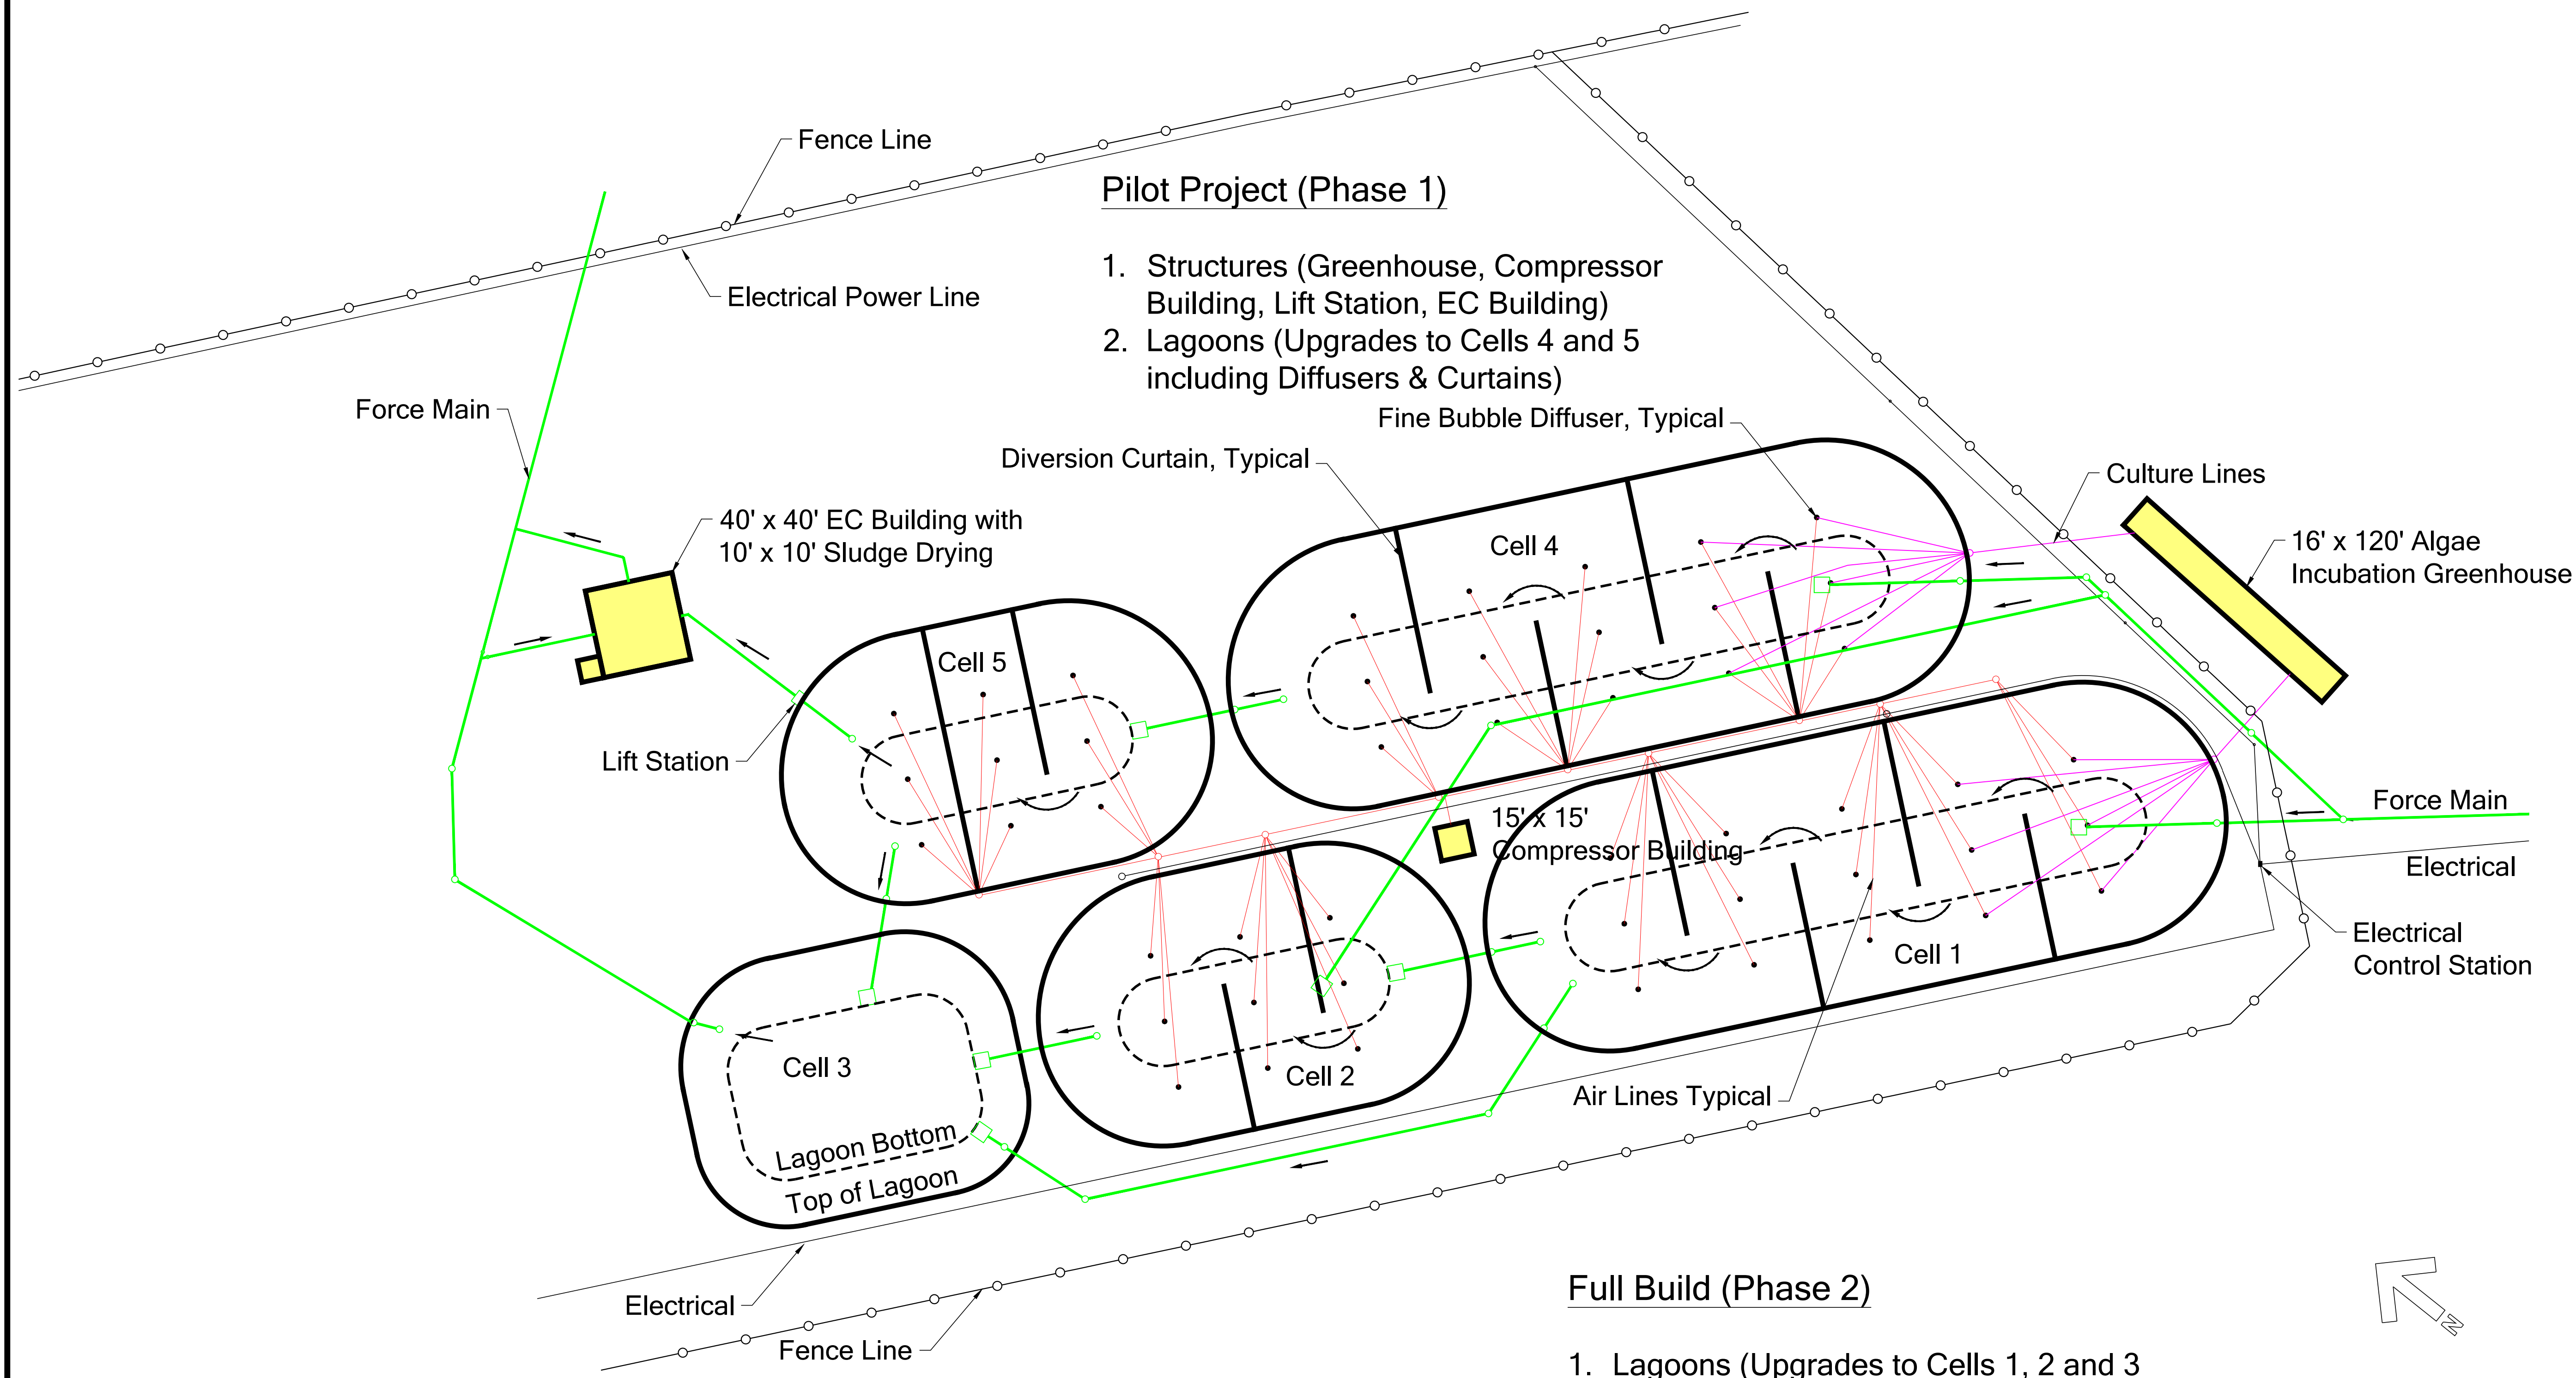 Fence Line
Pilot Project (Phase 1)
1. Structures (Greenhouse, Compressor
Building, Lift Station, EC Building)
2. Lagoons (Upgrades to Cells 4 and 5
including Diffusers & Curtains)
Electrical Power Line
Force Main
Fine Bubble Diffuser, Typical
Diversion Curtain, Typical
Culture Lines
40' x 40' EC Building with
10' x 10' Sludge Drying
Cell 4
16' x 120' Algae
Incubation Greenhouse
Cell 5
Lift Station
15' x 15'
Compressor Building
Force Main
Electrical
Electrical
Control Station
Cell 1
Cell 3
Cell 2
Air Lines Typical
Lagoon Bottom
Top of Lagoon
Electrical
Fence Line
Full Build (Phase 2)
N
1. Lagoons (Upgrades to Cells 1, 2 and 3